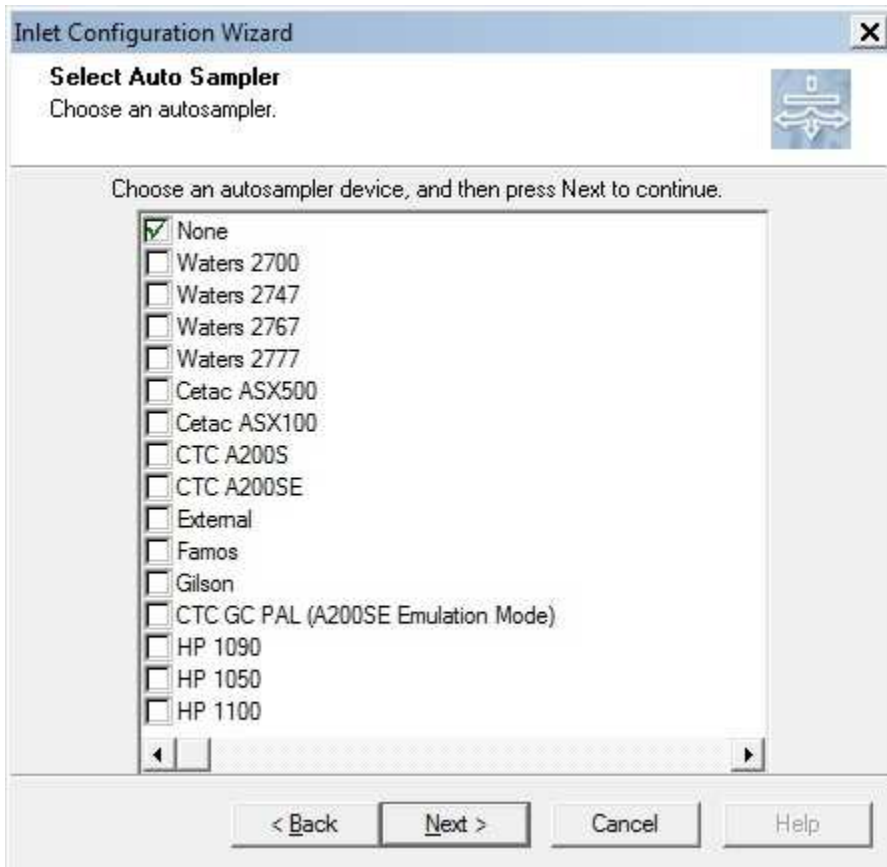 Inlet Configuration Wizard
Select Auto Sampler
Choose an autosampler.
Choose an autosampler device, and then press Next to continue.
None
Waters 2700
Waters 2747
Waters 2767
Waters 2777
Cetac ASX500
Cetac ASX100
CTC A200S
CTC A200SE
External
Famos
Gilson
CTC GC PAL (A200SE Emulation Mode)
HP 1090
HP 1050
HP 1100
< Back
Next >
Cancel
Help